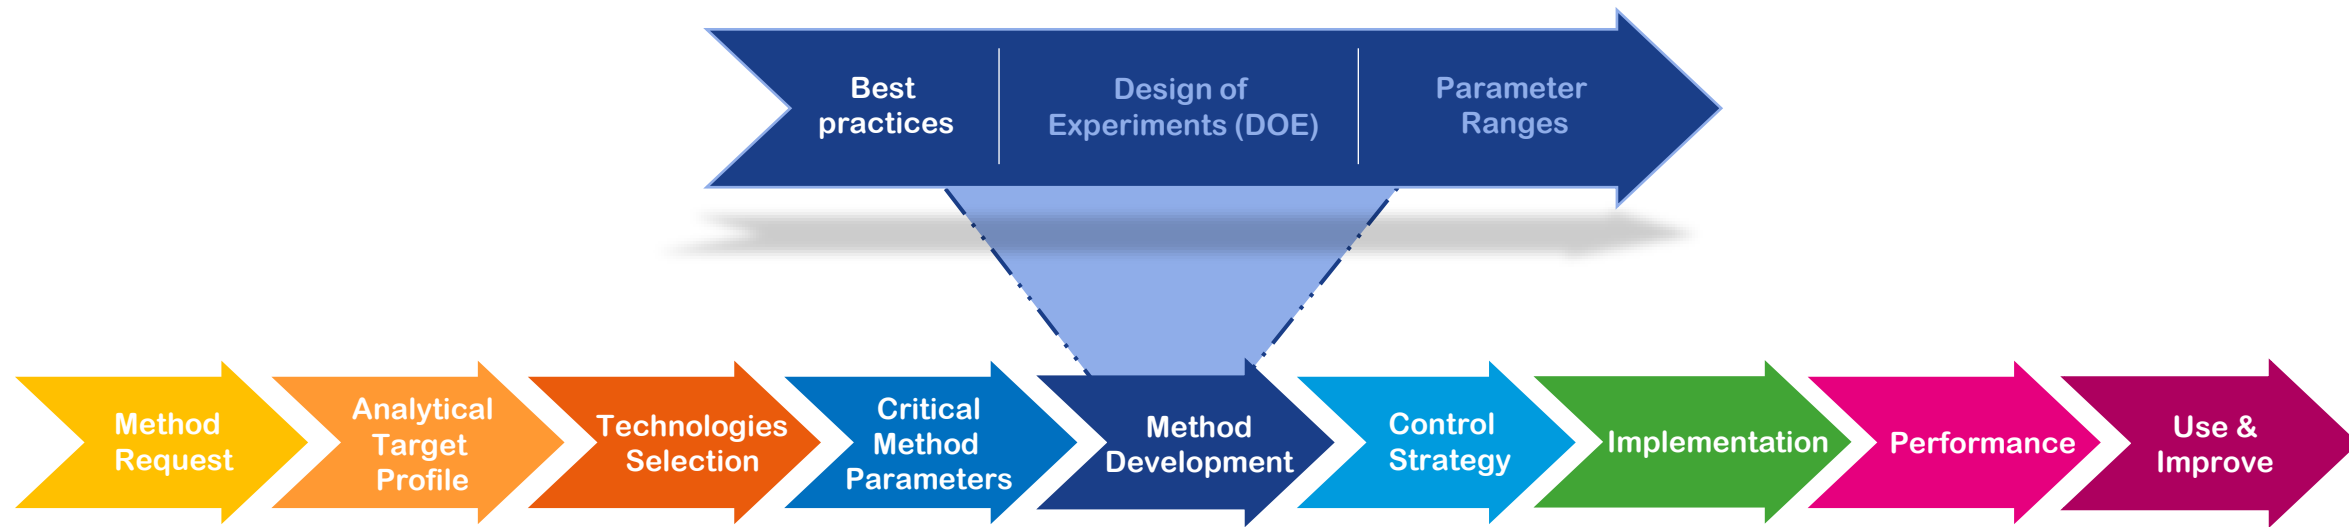 Best
practices
Design of
Experiments (DOE)
Parameter
Ranges
Method
Request
Analytical
Target
Profile
Technologies
Selection
Critical
Method
Parameters
Method
Development
Control
Strategy
Implementation
Performance
Use &
Improve